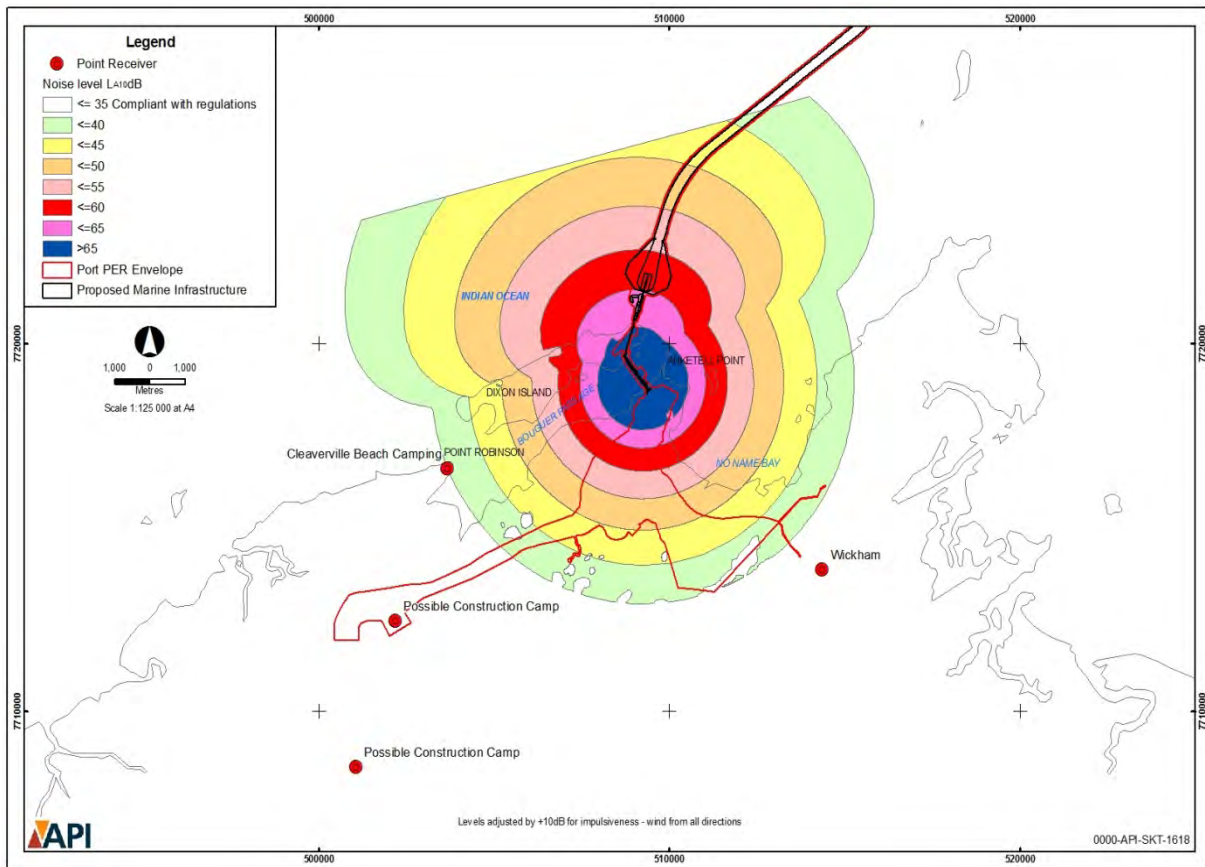 500000
510000
520000
Legend
Point Receiver
Noise level LA10dB
<= 35 Compliant with regulations
<=40
<=45
<=50
<=55
<=60
<=65
>65
Port PER Envelope
Proposed Marine Infrastructure
1,000 0 1,000
Metres
Scale 1:125 000 at A4
INDIAN OCEAN
7720000
7720000
ANKETELL POINT
DIXON ISLAND
BOUGUER PASSAGE
Cleaverville Beach Camping
POINT ROBINSON
NO NAME BAY
Wickham
Possible Construction Camp
7710000
7710000
Possible Construction Camp
Levels adjusted by +10dB for impulsiveness - wind from all directions
API
0000-API-SKT-1618
500000
510000
520000